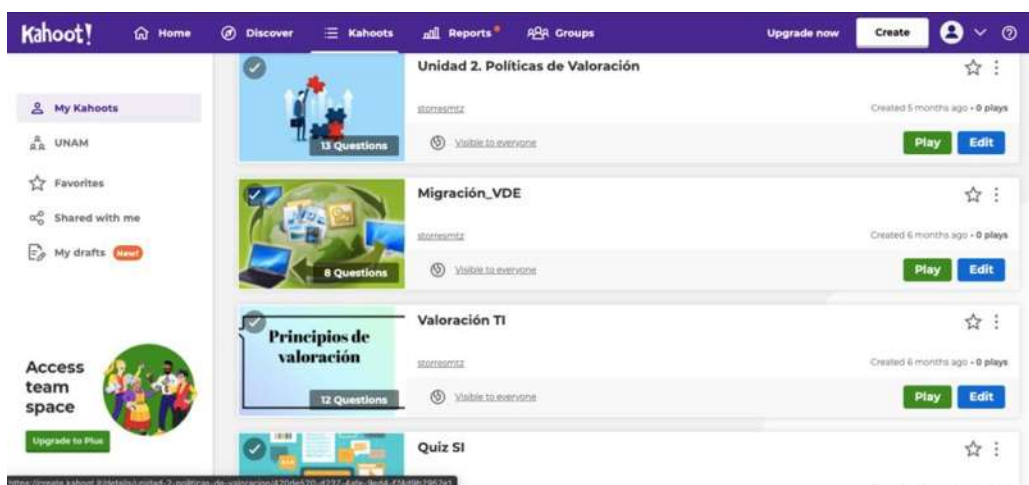 Kahoot!
Home
Discover
Kahoots
Reports
Groups
Upgrade now
Create
My Kahoots
UNAM
Favorites
Shared with me
My drafts New!
Access
team
space
Upgrade to Plus
Unidad 2. Políticas de Valoración
storresmtz
Created 5 months ago • 0 plays
13 Questions
Visible to everyone
Play Edit
Migración_VDE
storresmtz
Created 6 months ago • 0 plays
8 Questions
Visible to everyone
Play Edit
Principios de
valoración
Valoración TI
storresmtz
Created 6 months ago • 0 plays
12 Questions
Visible to everyone
Play Edit
Quiz SI